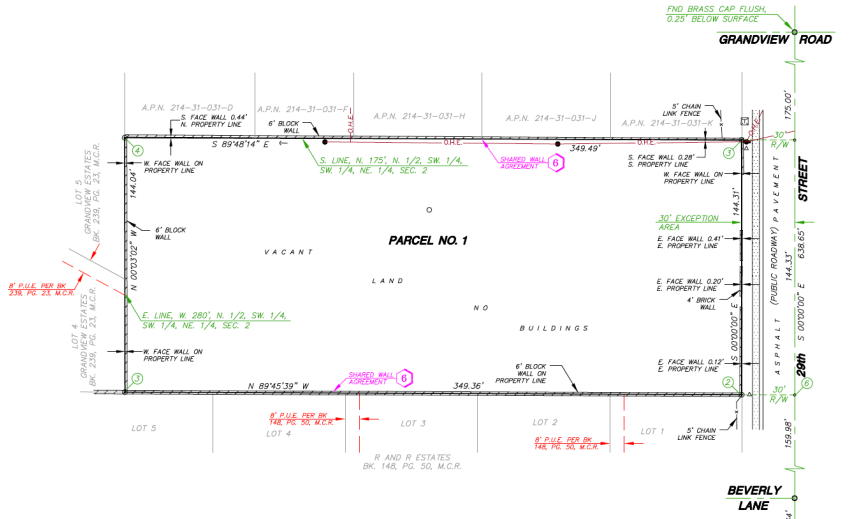 FND BRASS CAP FLUSH,
0.25' BELOW SURFACE
GRANDVIEW ROAD
175.00'
A.P.N. 214-31-031-D
A.P.N. 214-31-031-F
A.P.N. 214-31-031-H
A.P.N. 214-31-031-J
A.P.N. 214-31-031-K
5' CHAIN
LINK FENCE
S. FACE WALL 0.44'
N. PROPERTY LINE
6' BLOCK
WALL
O.H.E.
O.H.E.
O.H.E.
O.H.E.
30'
R/W
4
S 89'48'14" E
349.49'
3
S. LINE, N. 175', N. 1/2, SW. 1/4,
SW. 1/4, NE. 1/4, SEC. 2
SHARED WALL
AGREEMENT
6
S. FACE WALL 0.28'
S. PROPERTY LINE
W. FACE WALL ON
PROPERTY LINE
W. FACE WALL ON
PROPERTY LINE
144.04'
N 00'03'02" W
LOT 5
GRANDVIEW ESTATES
BK. 239, PG. 23, M.C.R.
6' BLOCK
WALL
144.31'
S 00'00'00" E
30' EXCEPTION
AREA
PARCEL NO. 1
VACANT
LAND
NO
BUILDINGS
E. FACE WALL 0.41'
E. PROPERTY LINE
E. FACE WALL 0.20'
E. PROPERTY LINE
4' BRICK
WALL
E. FACE WALL 0.12'
E. PROPERTY LINE
ASPHALT (PUBLIC ROADWAY) PAVEMENT
144.33'
S 00'00'00" E 638.65'
29th STREET
8' P.U.E. PER BK
239, PG. 23, M.C.R.
LOT 4
GRANDVIEW ESTATES
BK. 239, PG. 23, M.C.R.
E. LINE, W. 280', N. 1/2, SW. 1/4,
SW. 1/4, NE. 1/4, SEC. 2
W. FACE WALL ON
PROPERTY LINE
3
N 89'45'39" W
SHARED WALL
AGREEMENT
6
349.36'
6' BLOCK
WALL ON
PROPERTY LINE
2
30'
R/W
6
LOT 5
LOT 4
LOT 3
LOT 2
LOT 1
8' P.U.E. PER BK
148, PG. 50, M.C.R.
8' P.U.E. PER BK
148, PG. 50, M.C.R.
5' CHAIN
LINK FENCE
159.98'
R AND R ESTATES
BK. 148, PG. 50, M.C.R.
BEVERLY
LANE